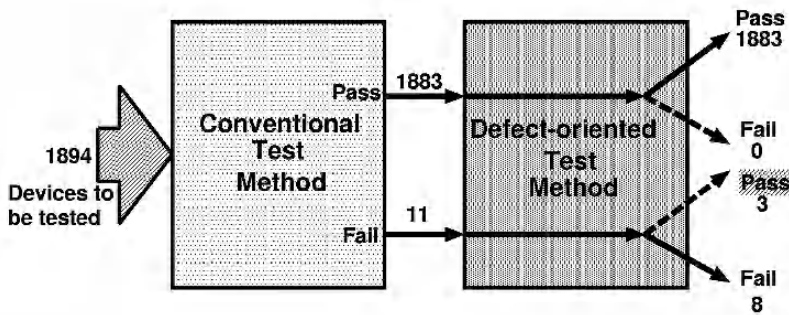 1894
Devices to
be tested
Conventional
Test
Method
Pass
Fail
1883
11
Defect-oriented
Test
Method
Pass
1883
Fail
0
Pass
3
Fail
8